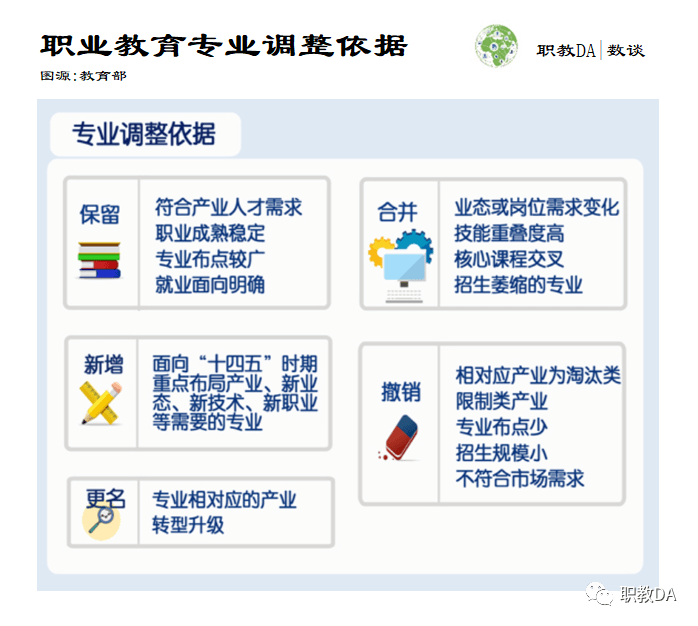 职业教育专业调整依据
图源:教育部
职教DA|数谈
专业调整依据
保留
符合产业人才需求
职业成熟稳定
专业布点较广
就业面向明确
合并
业态或岗位需求变化
技能重叠度高
核心课程交叉
招生萎缩的专业
新增
面向“十四五”时期
重点布局产业、新业
态、新技术、新职业
等需要的专业
撤销
相对应产业为淘汰类
限制类产业
专业布点少
招生规模小
不符合市场需求
更名
专业相对应的产业
转型升级
职教DA